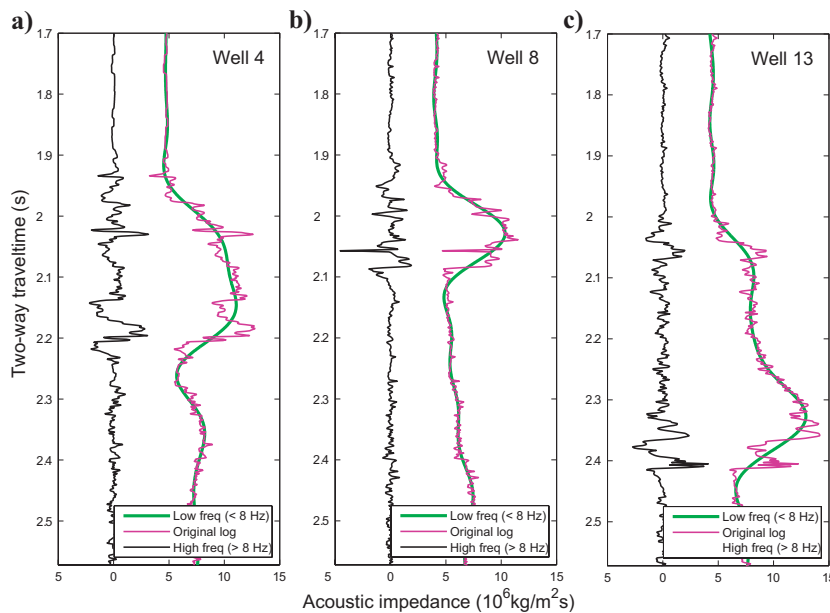 a)
Well 4
1.7
1.8
1.9
2
2.1
2.2
2.3
2.4
2.5
Two-way traveltime (s)
Low freq (< 8 Hz)
Original log
High freq (> 8 Hz)
5 0 5 10 15
b)
Well 8
1.7
1.8
1.9
2
2.1
2.2
2.3
2.4
2.5
Low freq (< 8 Hz)
Original log
High freq (> 8 Hz)
5 0 5 10 15
c)
Well 13
1.7
1.8
1.9
2
2.1
2.2
2.3
2.4
2.5
Low freq (< 8 Hz)
Original log
High freq (> 8 Hz)
5 0 5 10 15
Acoustic impedance (10⁶kg/m²s)